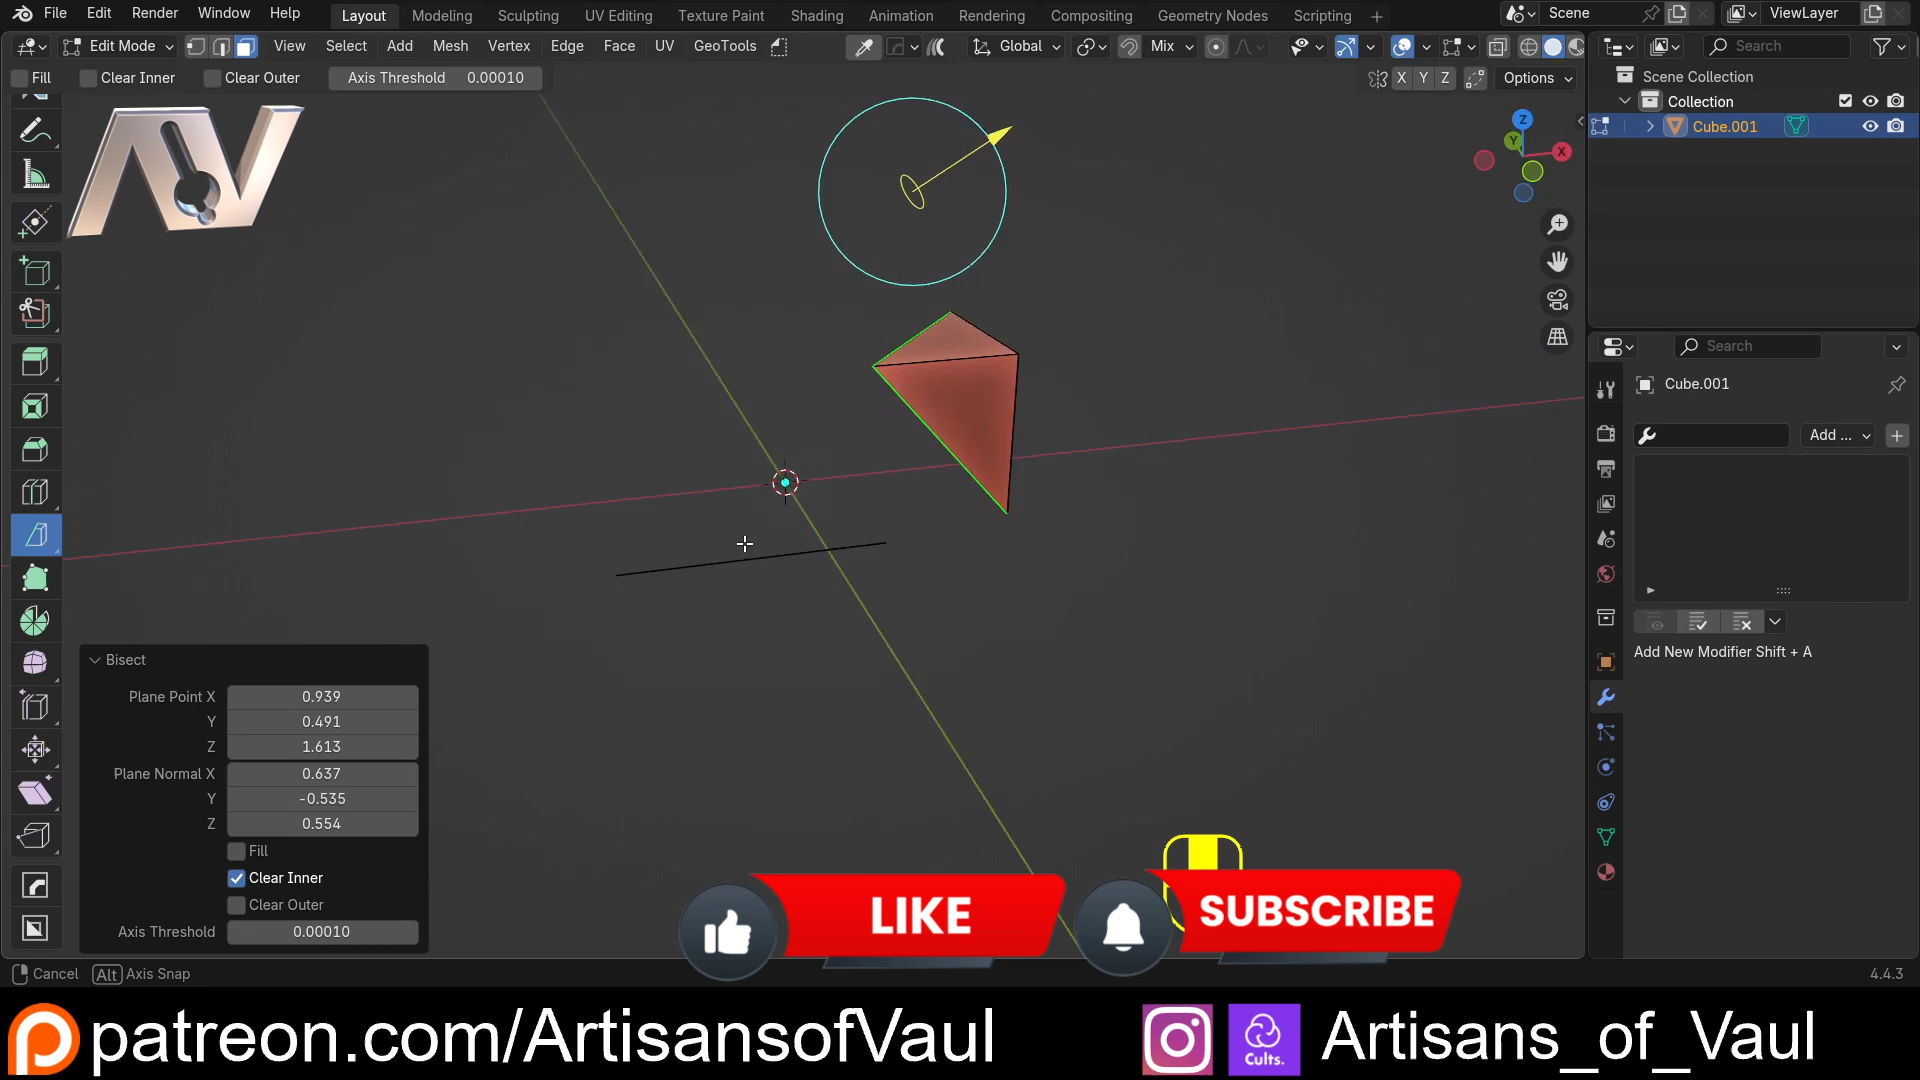 File Edit Render Window Help Layout Modeling Sculpting UV Editing Texture Paint Shading Animation Rendering Compositing Geometry Nodes Scripting + Scene ViewLayer
Edit Mode View Select Add Mesh Vertex Edge Face UV GeoTools Global Mix Search
Fill Clear Inner Clear Outer Axis Threshold 0.00010 X Y Z Options
Scene Collection
Collection
Cube.001
AV
Z
Y
X
Search
Cube.001
Add ...
Add New Modifier Shift + A
Bisect
Plane Point X 0.939
Y 0.491
Z 1.613
Plane Normal X 0.637
Y -0.535
Z 0.554
Fill
Clear Inner
Clear Outer
Axis Threshold 0.00010
LIKE
SUBSCRIBE
Cancel Alt Axis Snap
4.4.3
patreon.com/ArtisansofVaul
Cults.
Artisans_of_Vaul